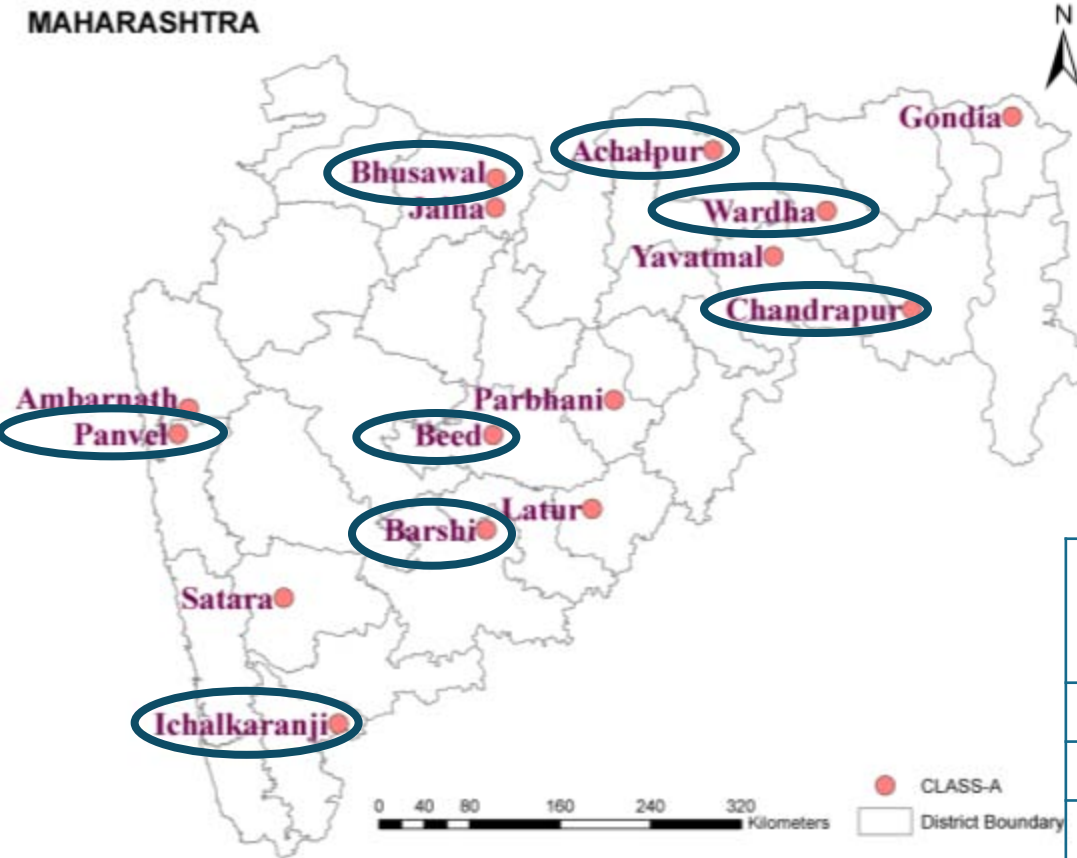 MAHARASHTRA
N
Gondia
Achalpur
Bhusawal
Jalna
Wardha
Yavatmal
Chandrapur
Ambarnath
Parbhani
Panvel
Beed
Latur
Barshi
Satara
Ichalkaranji
CLASS-A
0 40 80 160 240 320
Kilometers
District Boundary